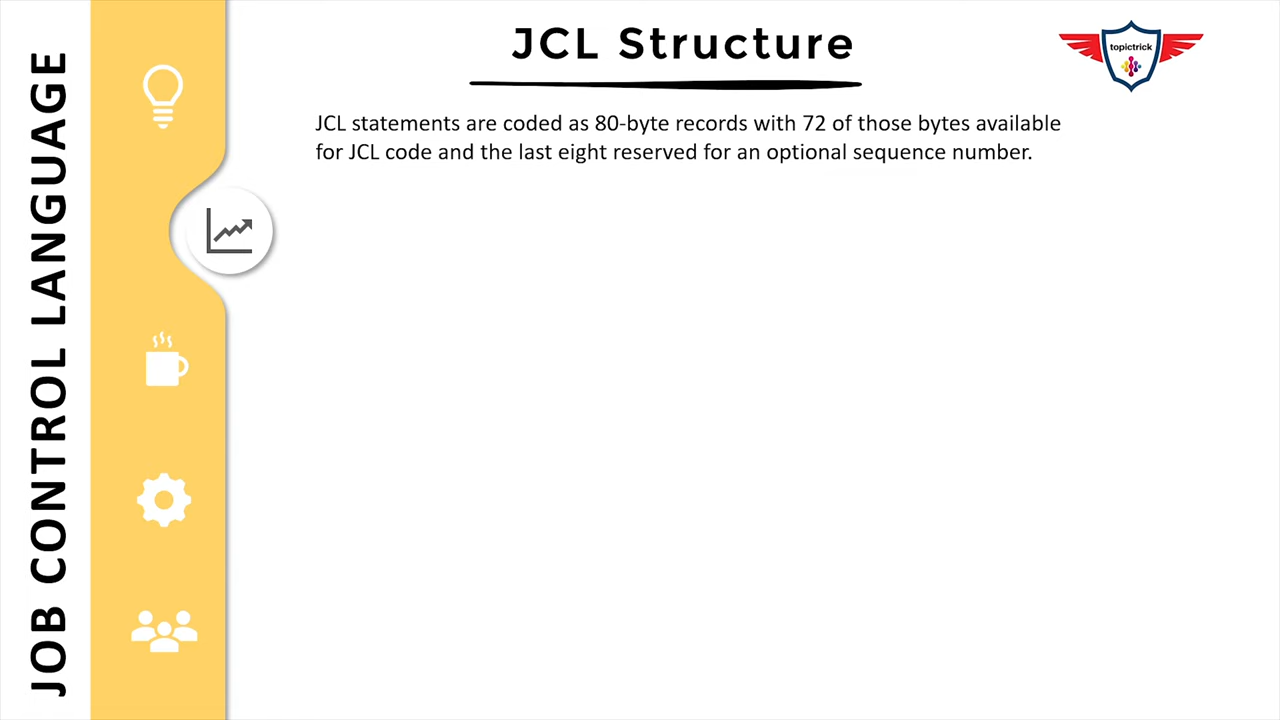 JCL Structure
topictrick
JCL statements are coded as 80-byte records with 72 of those bytes available
for JCL code and the last eight reserved for an optional sequence number.
JOB CONTROL LANGUAGE